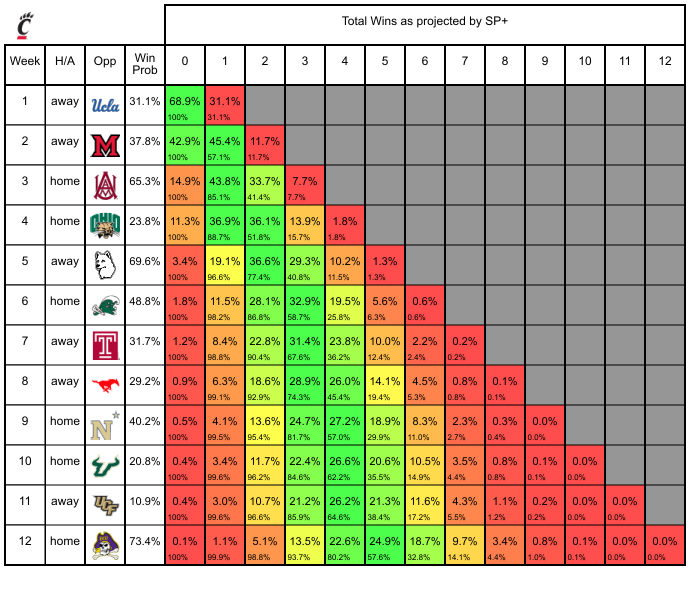 C
Total Wins as projected by SP+
Week H/A Opp Win Prob 0 1 2 3 4 5 6 7 8 9 10 11 12
1 away Ucla 31.1% 68.9% 31.1%
100% 31.1%
2 away M 37.8% 42.9% 45.4% 11.7%
100% 57.1% 11.7%
3 home AM 65.3% 14.9% 43.8% 33.7% 7.7%
100% 85.1% 41.4% 7.7%
4 home OHIO 23.8% 11.3% 36.9% 36.1% 13.9% 1.8%
100% 88.7% 51.8% 15.7% 1.8%
5 away 69.6% 3.4% 19.1% 36.6% 29.3% 10.2% 1.3%
100% 96.6% 77.4% 40.8% 11.5% 1.3%
6 home 48.8% 1.8% 11.5% 28.1% 32.9% 19.5% 5.6% 0.6%
100% 98.2% 86.8% 58.7% 25.8% 6.3% 0.6%
7 away T 31.7% 1.2% 8.4% 22.8% 31.4% 23.8% 10.0% 2.2% 0.2%
100% 98.8% 90.4% 67.6% 36.2% 12.4% 2.4% 0.2%
8 away 29.2% 0.9% 6.3% 18.6% 28.9% 26.0% 14.1% 4.5% 0.8% 0.1%
100% 99.1% 92.9% 74.3% 45.4% 19.4% 5.3% 0.8% 0.1%
9 home N 40.2% 0.5% 4.1% 13.6% 24.7% 27.2% 18.9% 8.3% 2.3% 0.3% 0.0%
100% 99.5% 95.4% 81.7% 57.0% 29.9% 11.0% 2.7% 0.4% 0.0%
10 home 20.8% 0.4% 3.4% 11.7% 22.4% 26.6% 20.6% 10.5% 3.5% 0.8% 0.1% 0.0%
100% 99.6% 96.2% 84.6% 62.2% 35.5% 14.9% 4.4% 0.8% 0.1% 0.0%
11 away UCF 10.9% 0.4% 3.0% 10.7% 21.2% 26.2% 21.3% 11.6% 4.3% 1.1% 0.2% 0.0% 0.0%
100% 99.6% 96.6% 85.9% 64.6% 38.4% 17.2% 5.5% 1.2% 0.2% 0.0% 0.0%
12 home 73.4% 0.1% 1.1% 5.1% 13.5% 22.6% 24.9% 18.7% 9.7% 3.4% 0.8% 0.1% 0.0% 0.0%
100% 99.9% 98.8% 93.7% 80.2% 57.6% 32.8% 14.1% 4.4% 1.0% 0.1% 0.0% 0.0%